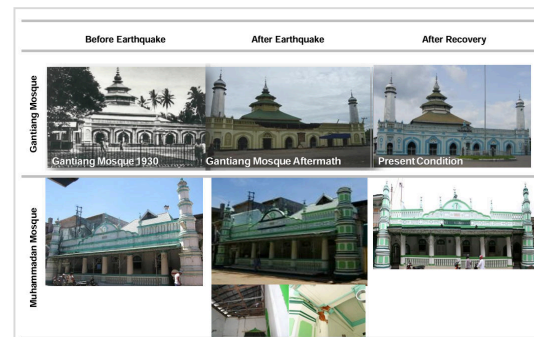 Before Earthquake
After Earthquake
After Recovery
Gantiang Mosque
Gantiang Mosque 1930
Gantiang Mosque Aftermath
Present Condition
Muhammadan Mosque